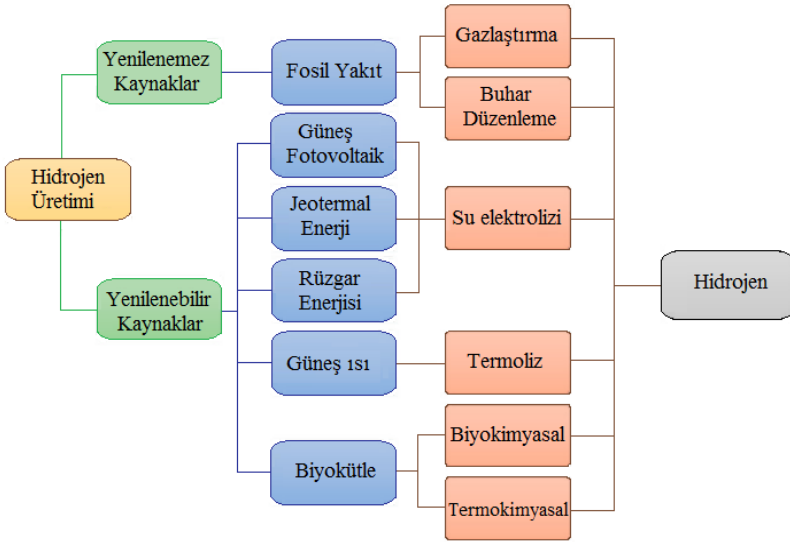 Hidrojen
Üretimi
Yenilenemez
Kaynaklar
Yenilenebilir
Kaynaklar
Fosil Yakıt
Güneş
Fotovoltaik
Jeotermal
Enerji
Rüzgar
Enerjisi
Güneş ısı
Biyokütle
Gazlaştırma
Buhar
Düzenleme
Su elektrolizi
Termoliz
Biyokimyasal
Termokimyasal
Hidrojen